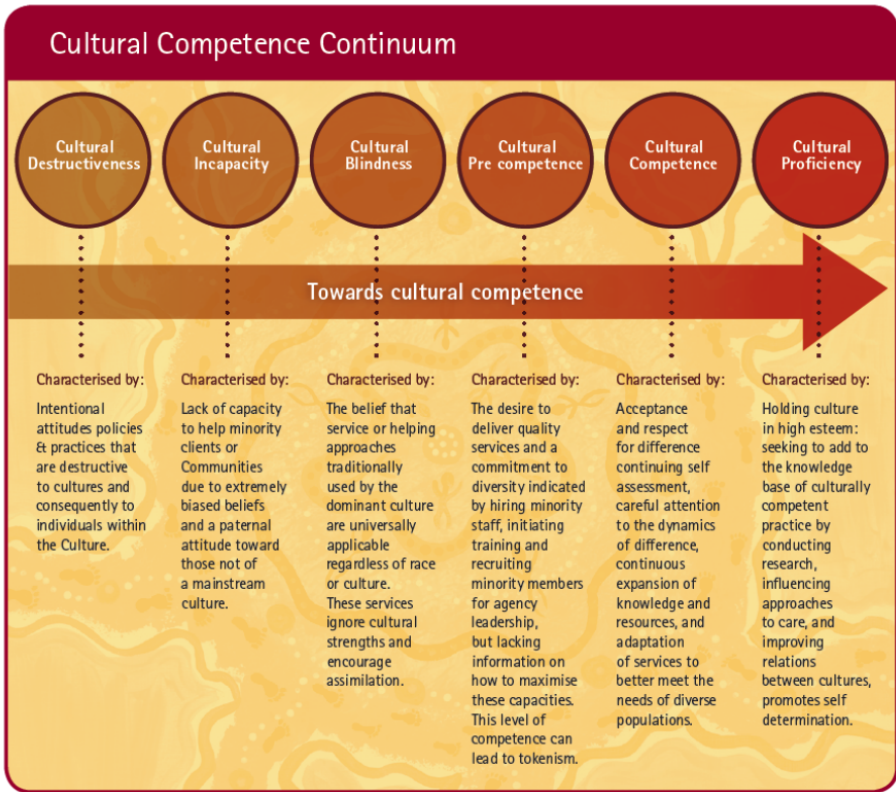 Cultural Competence Continuum
Cultural
Destructiveness
Cultural
Incapacity
Cultural
Blindness
Cultural
Pre competence
Cultural
Competence
Cultural
Proficiency
Towards cultural competence
Characterised by:
Intentional
attitudes policies
& practices that
are destructive
to cultures and
consequently to
individuals within
the Culture.
Characterised by:
Lack of capacity
to help minority
clients or
Communities
due to extremely
biased beliefs
and a paternal
attitude toward
those not of
a mainstream
culture.
Characterised by:
The belief that
service or helping
approaches
traditionally
used by the
dominant culture
are universally
applicable
regardless of race
or culture.
These services
ignore cultural
strengths and
encourage
assimilation.
Characterised by:
The desire to
deliver quality
services and a
commitment to
diversity indicated
by hiring minority
staff, initiating
training and
recruiting
minority members
for agency
leadership,
but lacking
information on
how to maximise
these capacities.
This level of
competence can
lead to tokenism.
Characterised by:
Acceptance
and respect
for difference
continuing self
assessment,
careful attention
to the dynamics
of difference,
continuous
expansion of
knowledge and
resources, and
adaptation
of services to
better meet the
needs of diverse
populations.
Characterised by:
Holding culture
in high esteem:
seeking to add to
the knowledge
base of culturally
competent
practice by
conducting
research,
influencing
approaches
to care, and
improving
relations
between cultures,
promotes self
determination.